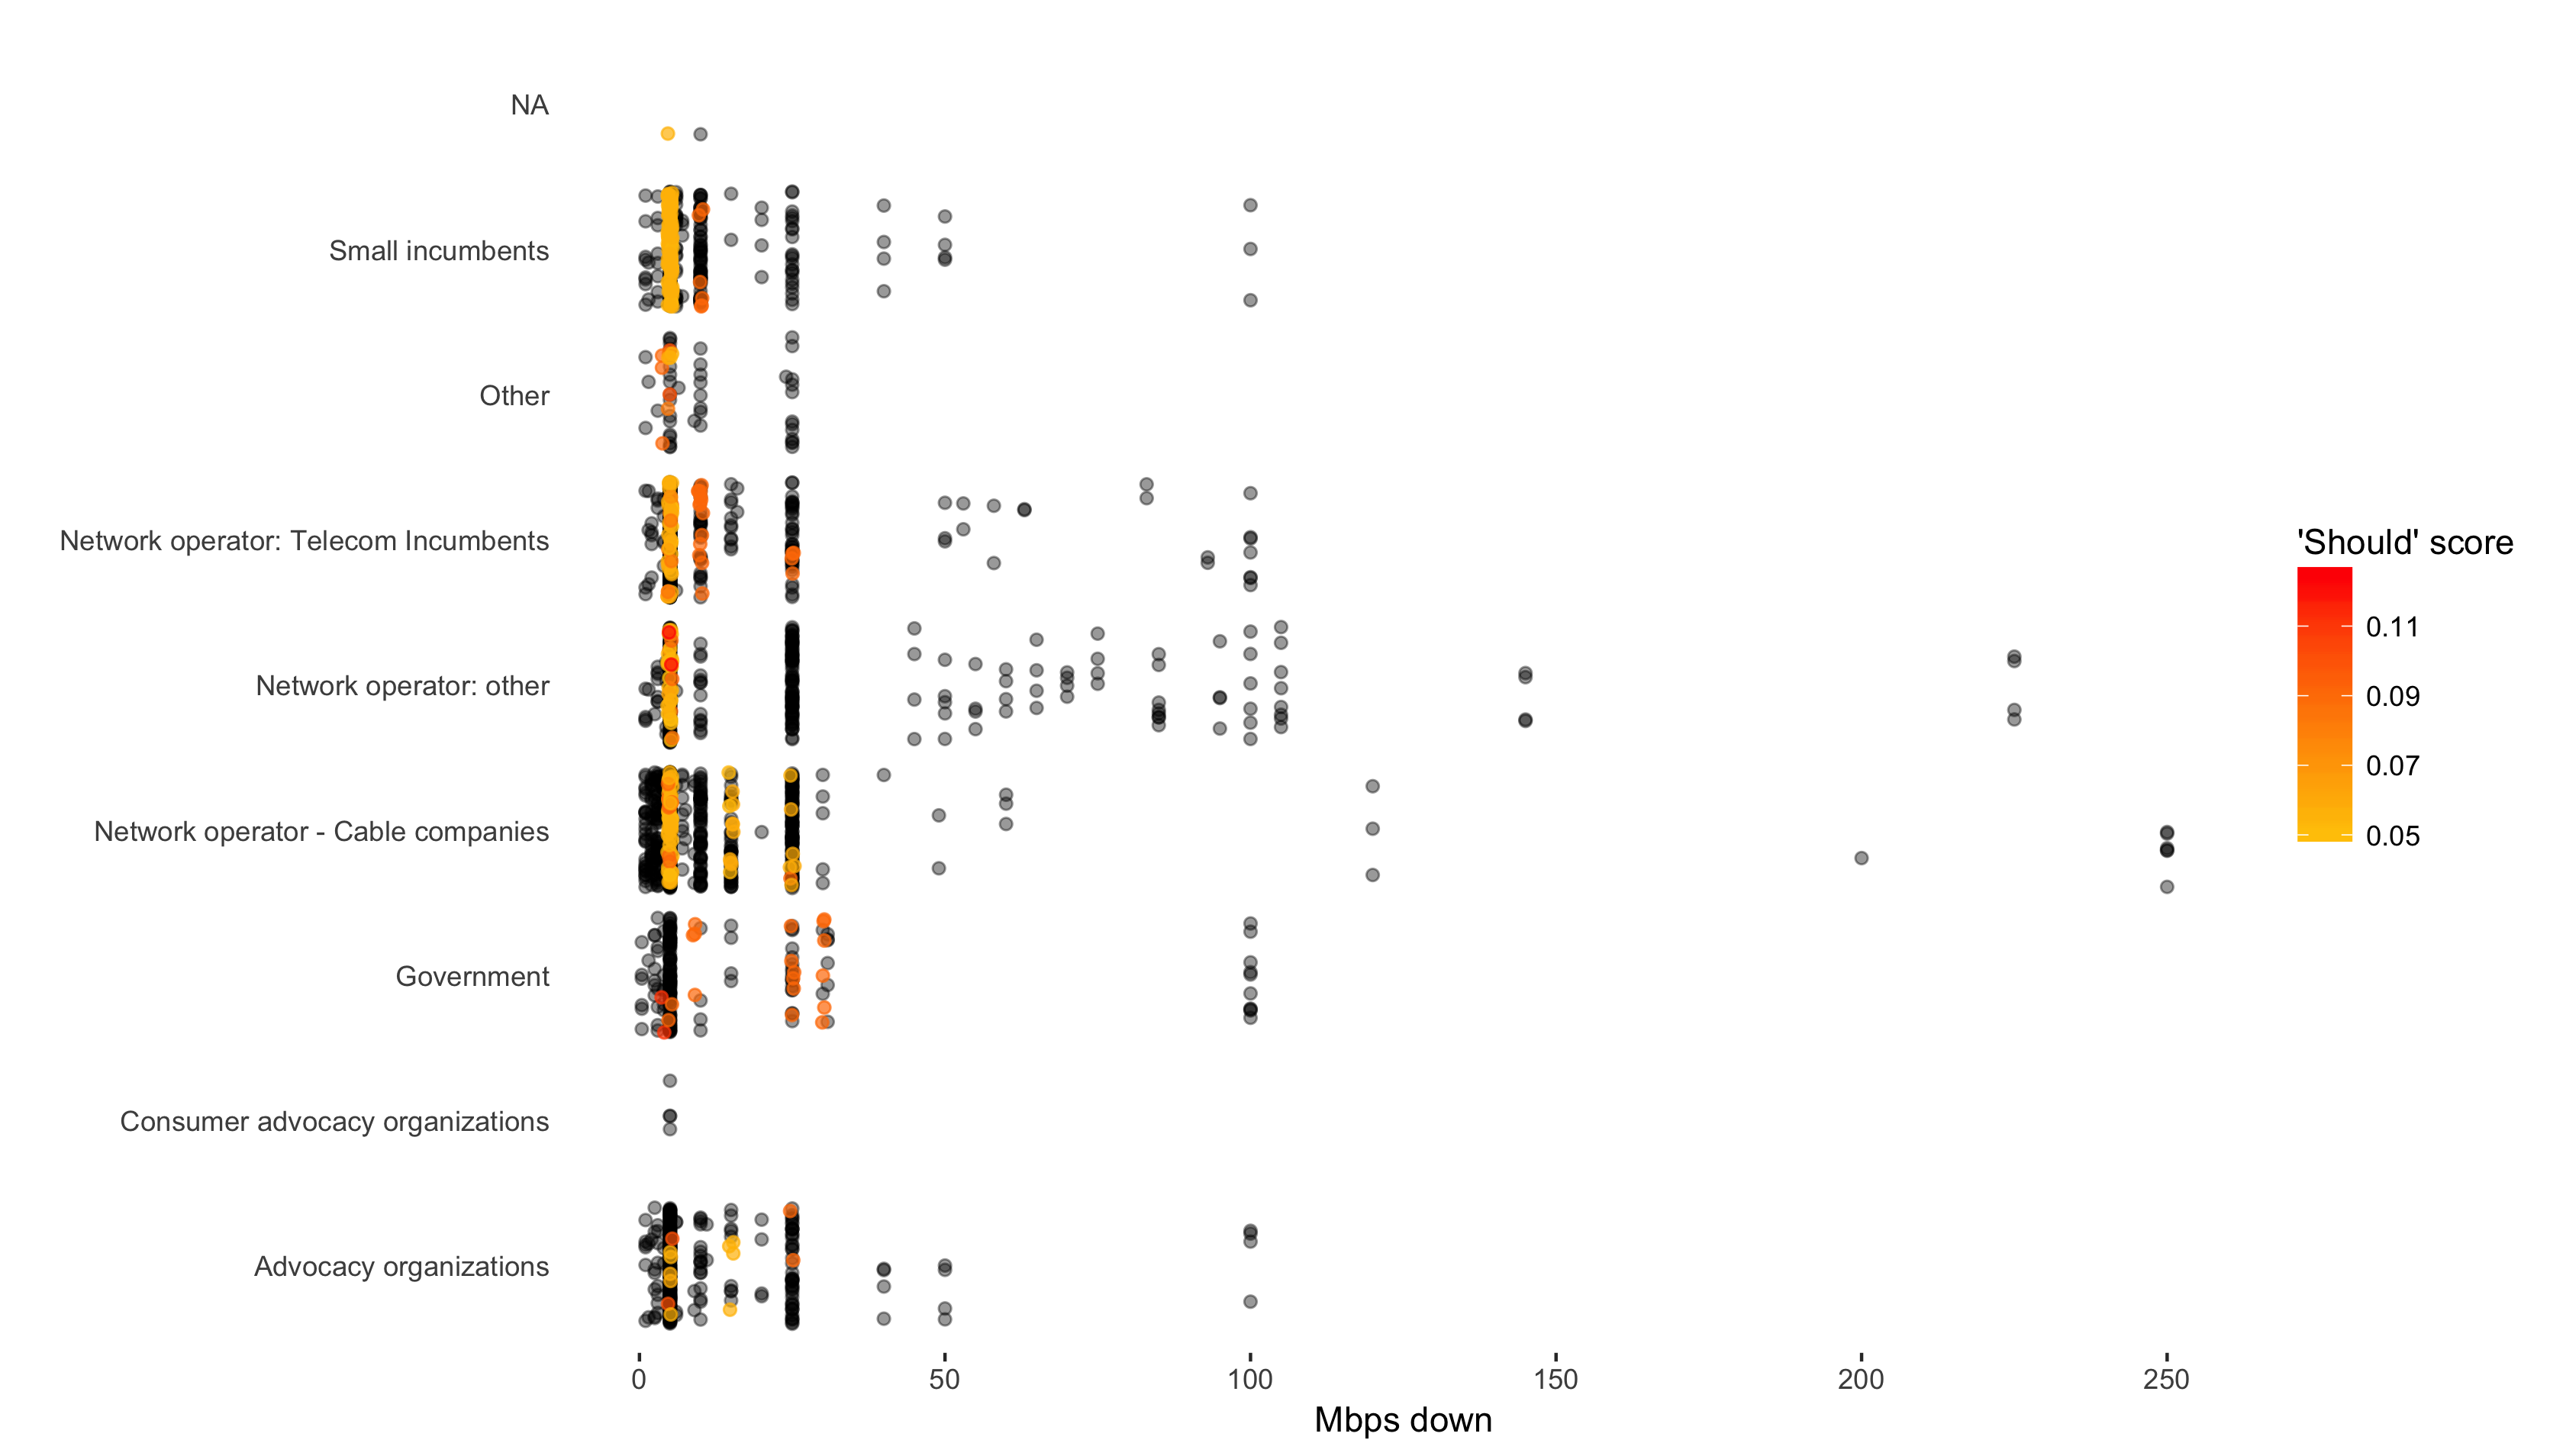 NA
Small incumbents
Other
Network operator: Telecom Incumbents
Network operator: other
Network operator - Cable companies
Government
Consumer advocacy organizations
Advocacy organizations
0 50 100 150 200 250
Mbps down
'Should' score
0.11
0.09
0.07
0.05